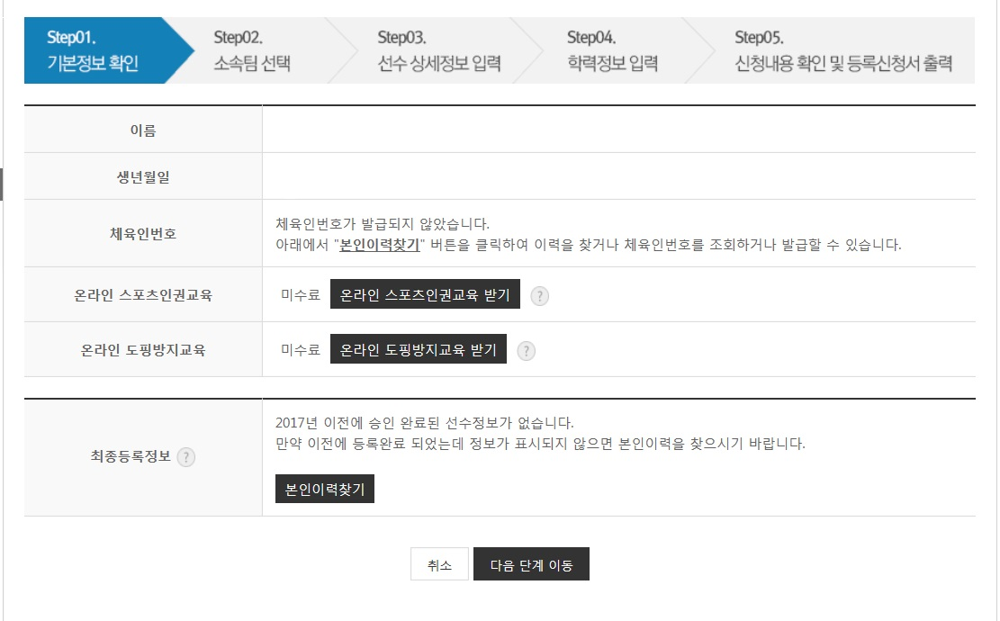 Step01.
기본정보 확인
Step02.
소속팀 선택
Step03.
선수 상세정보 입력
Step04.
학력정보 입력
Step05.
신청내용 확인 및 등록신청서 출력
이름
생년월일
체육인번호
체육인번호가 발급되지 않았습니다.
아래에서 "본인이력찾기" 버튼을 클릭하여 이력을 찾거나 체육인번호를 조회하거나 발급할 수 있습니다.
온라인 스포츠인권교육
미수료 온라인 스포츠인권교육 받기 ?
온라인 도핑방지교육
미수료 온라인 도핑방지교육 받기 ?
최종등록정보 ?
2017년 이전에 승인 완료된 선수정보가 없습니다.
만약 이전에 등록완료 되었는데 정보가 표시되지 않으면 본인이력을 찾으시기 바랍니다.
본인이력찾기
취소 다음 단계 이동